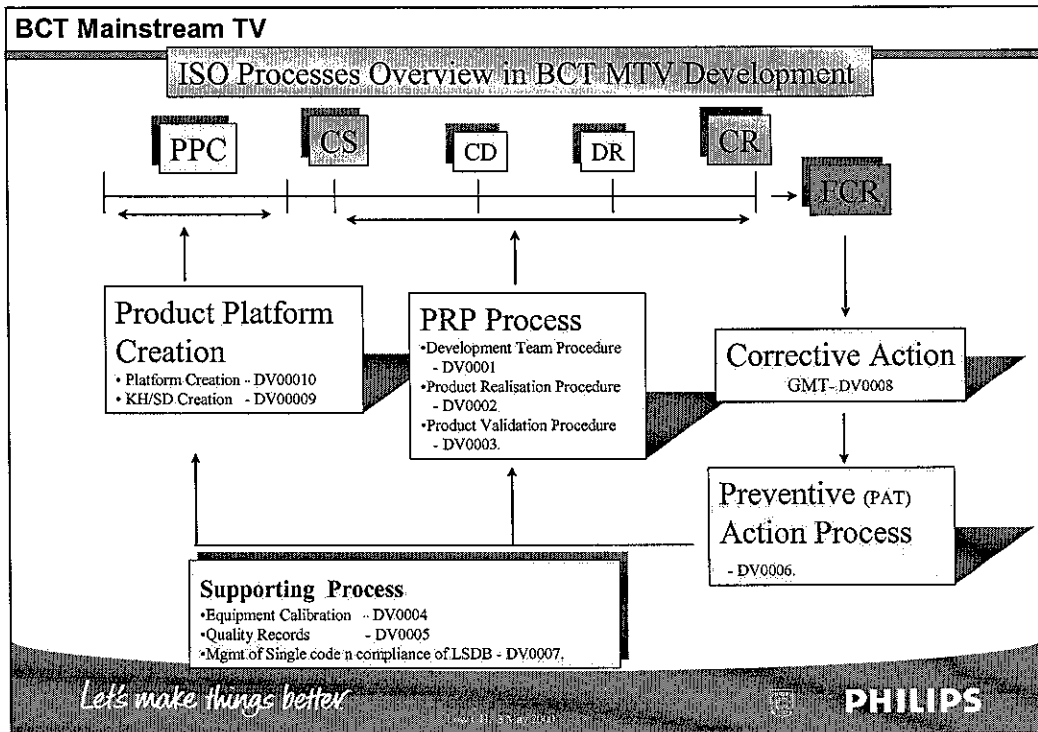 BCT Mainstream TV
ISO Processes Overview in BCT MTV Development
PPC
CS
CD
DR
CR
FCR
Product Platform
Creation
• Platform Creation - DV00010
• KH/SD Creation - DV00009
PRP Process
•Development Team Procedure
- DV0001
•Product Realisation Procedure
- DV0002
•Product Validation Procedure
- DV0003.
Corrective Action
GMT- DV0008
Preventive (PAT)
Action Process
- DV0006.
Supporting Process
•Equipment Calibration - DV0004
•Quality Records - DV0005
•Mgmt of Single code n compliance of LSDB - DV0007.
Let's make things better.
PHILIPS